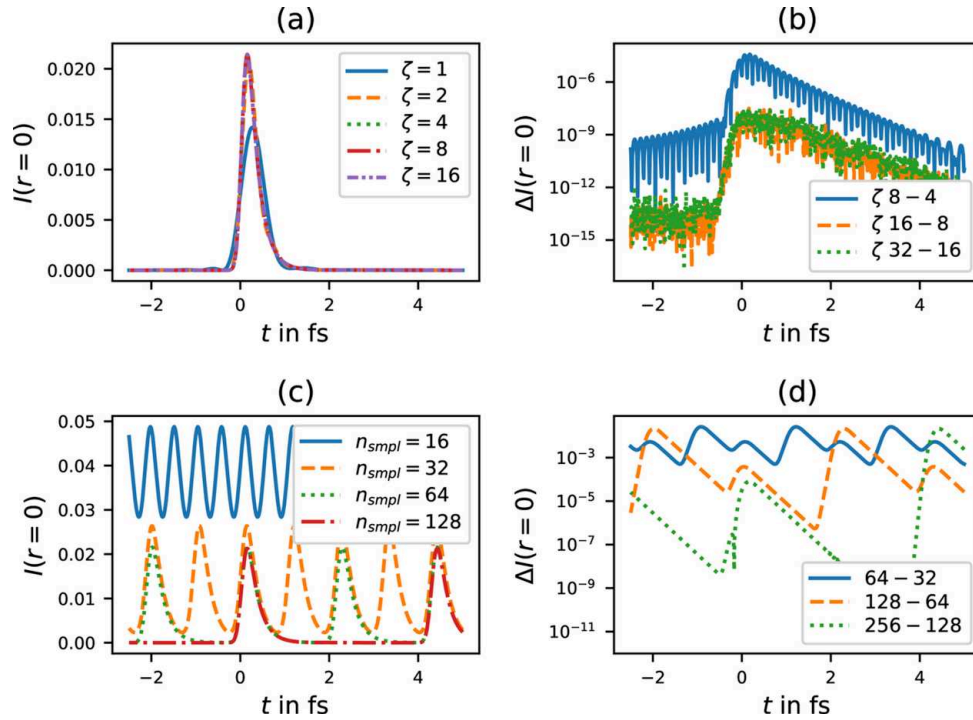 (a)
I(r = 0)
0.020
0.015
0.010
0.005
0.000
ζ = 1
ζ = 2
ζ = 4
ζ = 8
ζ = 16
−2
0
2
4
t in fs
(b)
ΔI(r = 0)
10⁻⁶
10⁻⁹
10⁻¹²
10⁻¹⁵
ζ 8 − 4
ζ 16 − 8
ζ 32 − 16
−2
0
2
4
t in fs
(c)
I(r = 0)
0.05
0.04
0.03
0.02
0.01
0.00
n_smpl = 16
n_smpl = 32
n_smpl = 64
n_smpl = 128
−2
0
2
4
t in fs
(d)
ΔI(r = 0)
10⁻³
10⁻⁵
10⁻⁷
10⁻⁹
10⁻¹¹
64 − 32
128 − 64
256 − 128
−2
0
2
4
t in fs